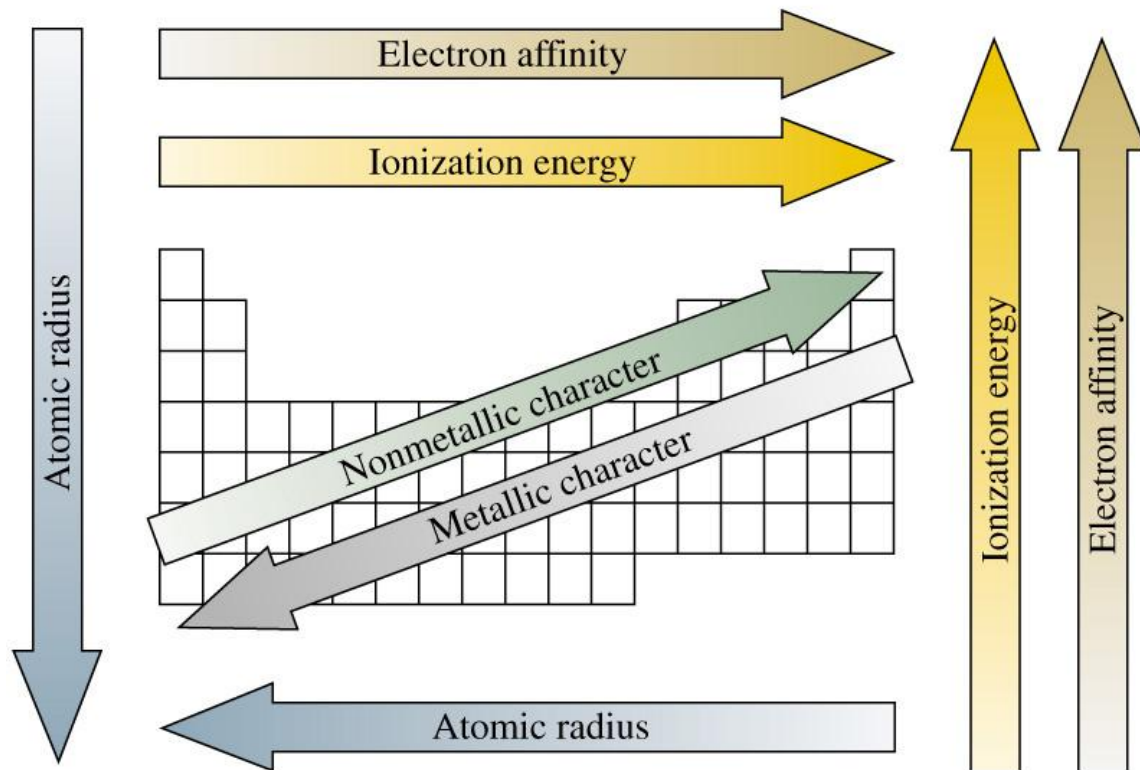 Electron affinity
Ionization energy
Atomic radius
Nonmetallic character
Metallic character
Ionization energy
Electron affinity
Atomic radius